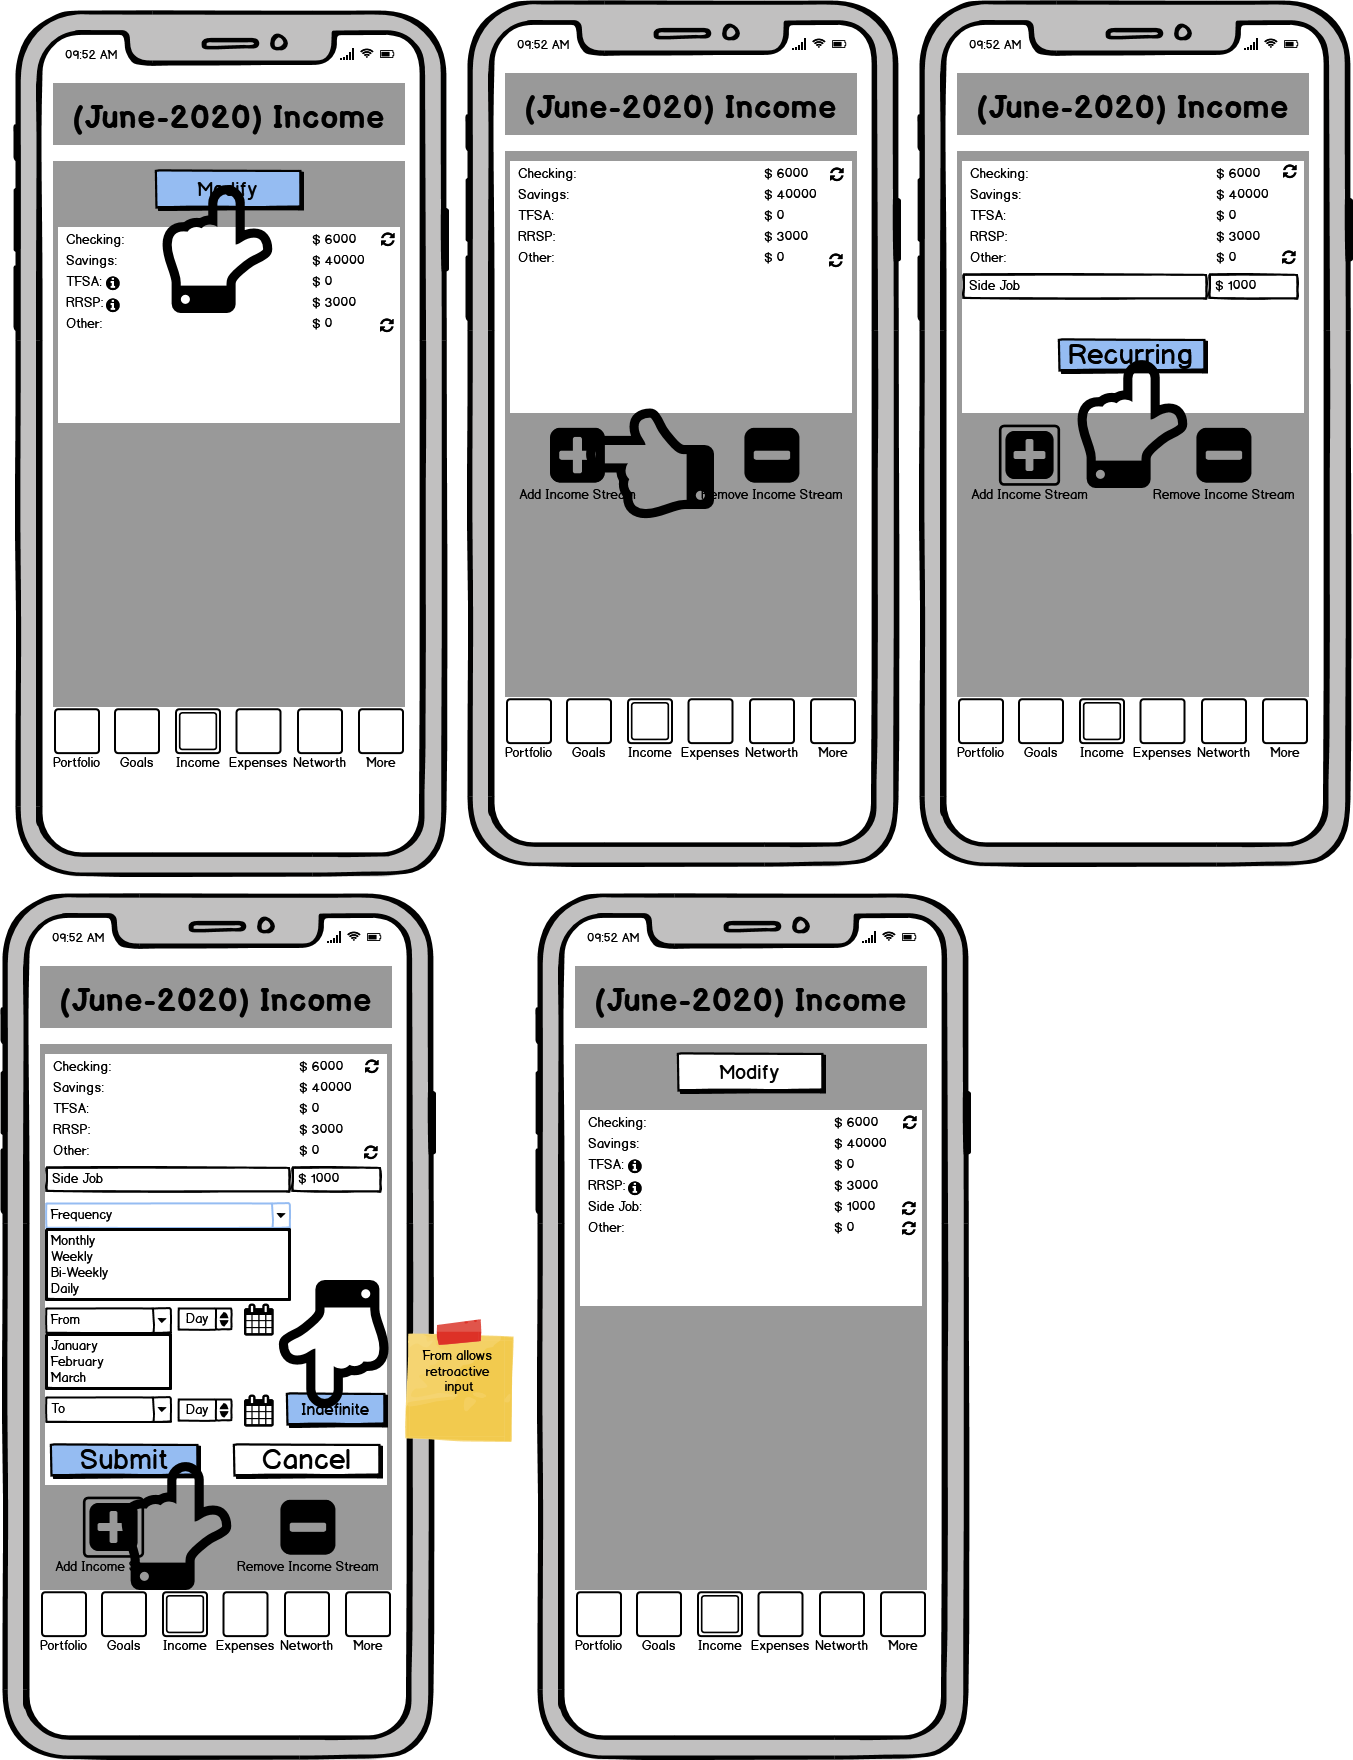 09:52 AM
(June-2020) Income
Modify
Checking: $ 6000
Savings: $ 40000
TFSA: $ 0
RRSP: $ 3000
Other: $ 0
Portfolio Goals Income Expenses Networth More
09:52 AM
(June-2020) Income
Checking: $ 6000
Savings: $ 40000
TFSA: $ 0
RRSP: $ 3000
Other: $ 0
Add Income Stream Remove Income Stream
Portfolio Goals Income Expenses Networth More
09:52 AM
(June-2020) Income
Checking: $ 6000
Savings: $ 40000
TFSA: $ 0
RRSP: $ 3000
Other: $ 0
Side Job $ 1000
Recurring
Add Income Stream Remove Income Stream
Portfolio Goals Income Expenses Networth More
09:52 AM
(June-2020) Income
Checking: $ 6000
Savings: $ 40000
TFSA: $ 0
RRSP: $ 3000
Other: $ 0
Side Job $ 1000
Frequency
Monthly
Weekly
Bi-Weekly
Daily
From Day
January
February
March
To Day Indefinite
Submit Cancel
Add Income Remove Income Stream
Portfolio Goals Income Expenses Networth More
From allows
retroactive
input
09:52 AM
(June-2020) Income
Modify
Checking: $ 6000
Savings: $ 40000
TFSA: $ 0
RRSP: $ 3000
Side Job: $ 1000
Other: $ 0
Portfolio Goals Income Expenses Networth More